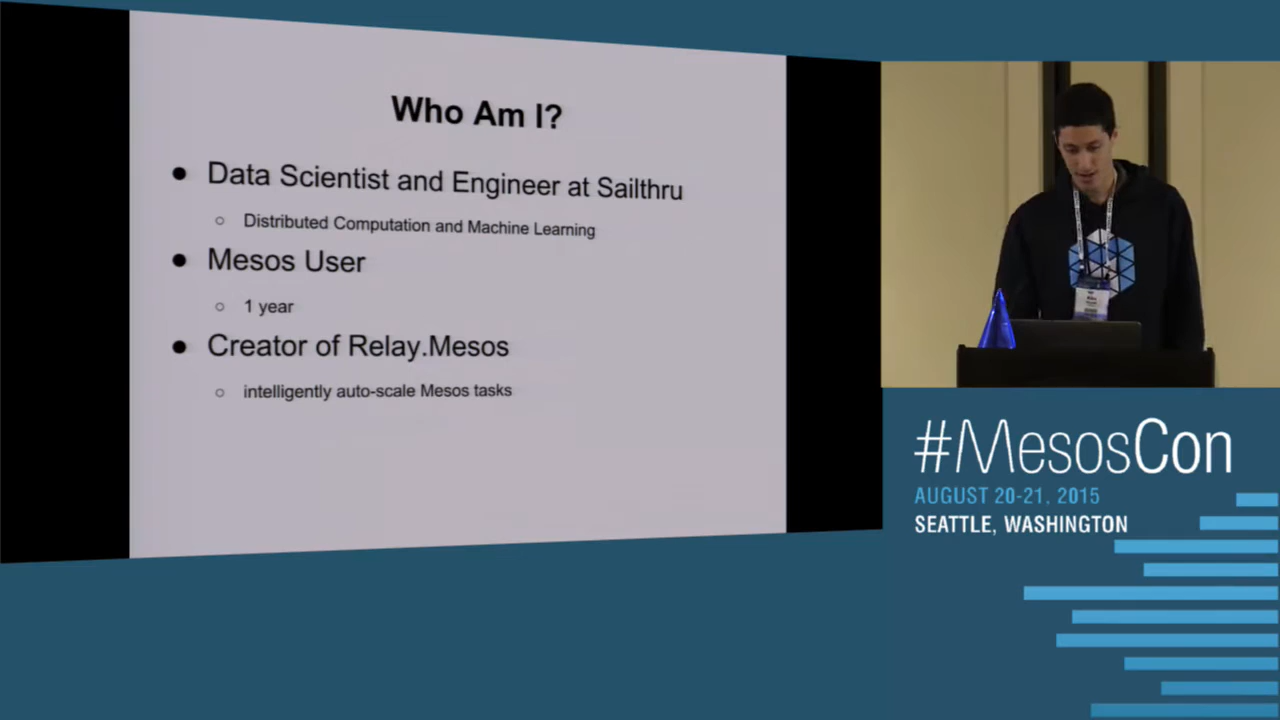 Who Am I?
● Data Scientist and Engineer at Sailthru
○ Distributed Computation and Machine Learning
● Mesos User
○ 1 year
● Creator of Relay.Mesos
○ intelligently auto-scale Mesos tasks
#MesosCon
AUGUST 20-21, 2015
SEATTLE, WASHINGTON